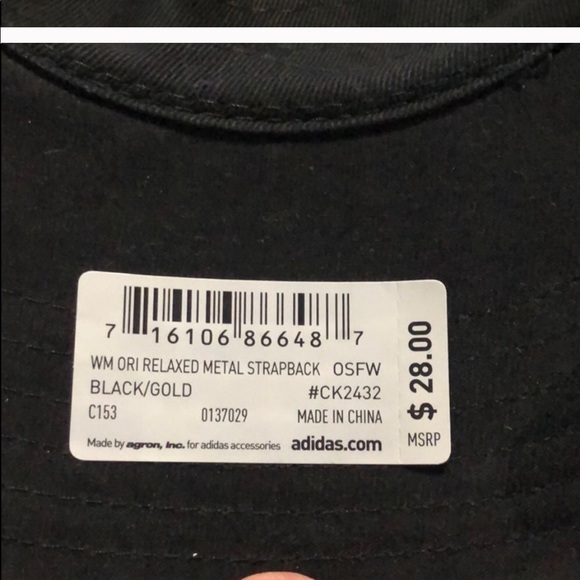 7 16106 86648 7
WM ORI RELAXED METAL STRAPBACK OSFW
BLACK/GOLD #CK2432
C153 0137029 MADE IN CHINA
Made by agron, inc. for adidas accessories adidas.com
$ 28.00
MSRP